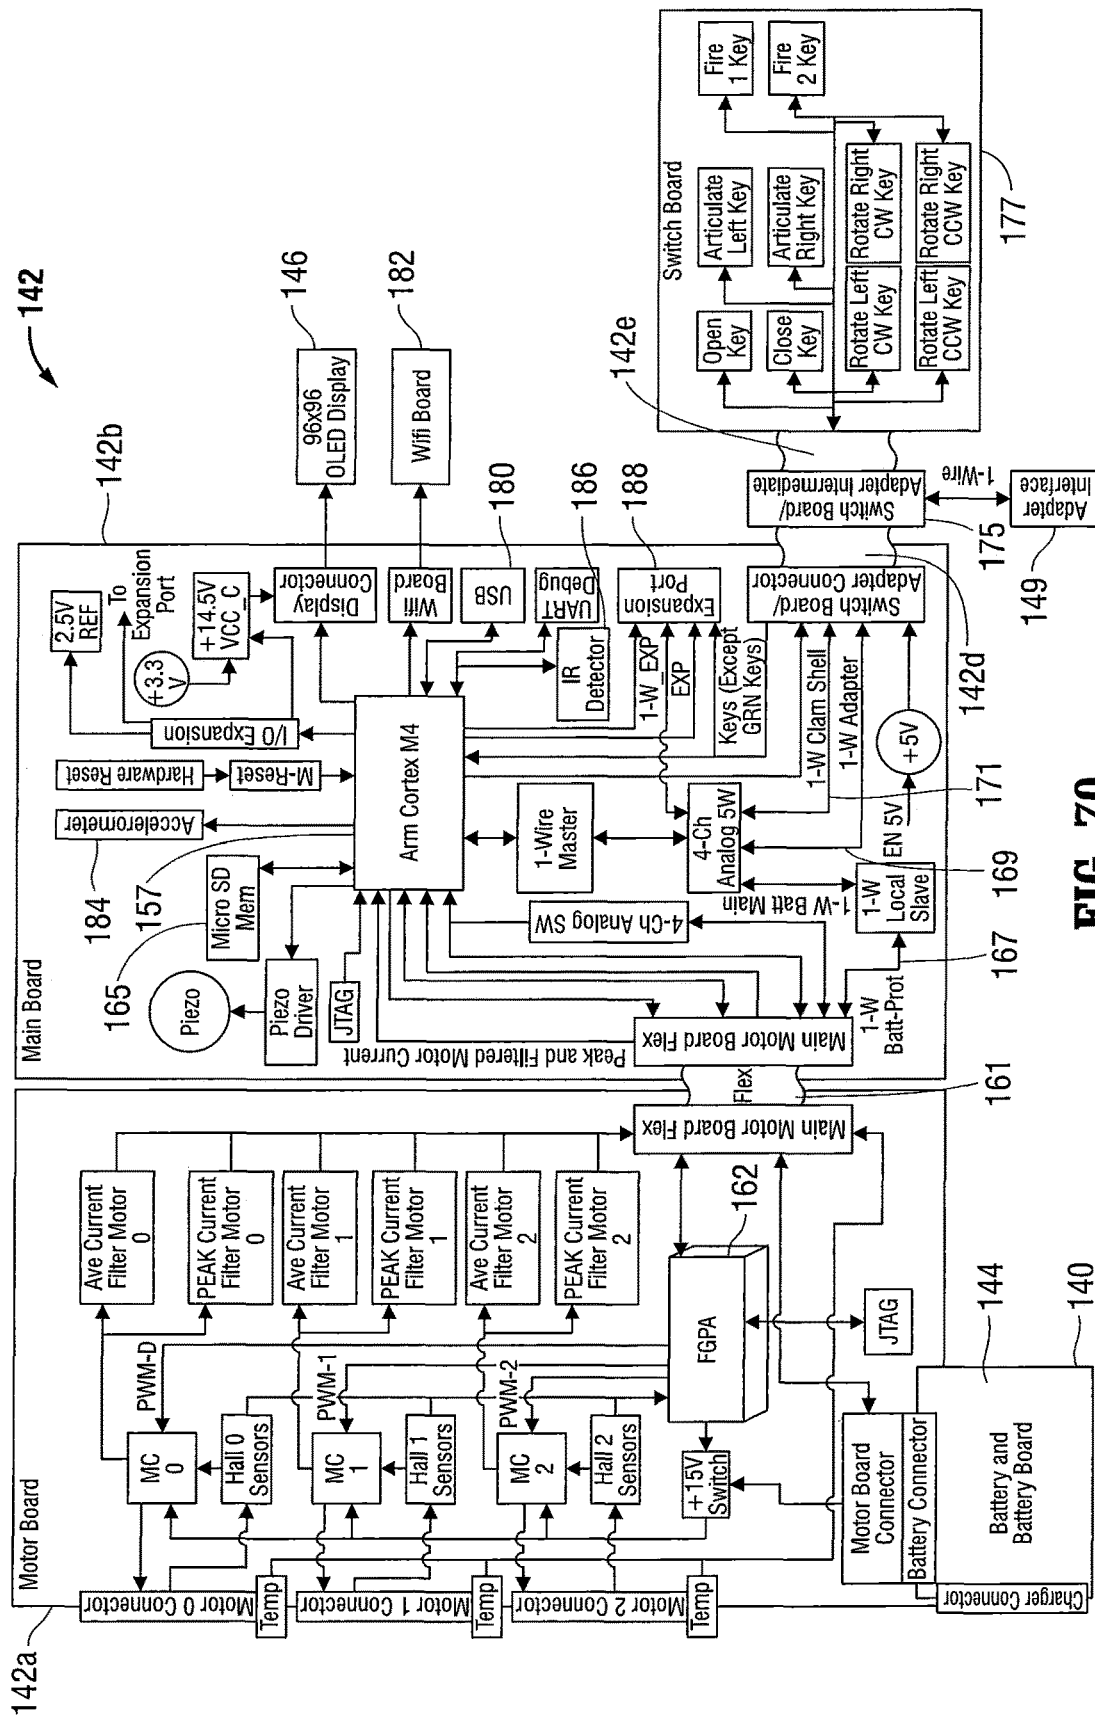 142
142a
Motor Board
Motor 0 Connector
Temp
Motor 1 Connector
Temp
Motor 2 Connector
Temp
MC
0
Hall 0
Sensors
MC
1
Hall 1
Sensors
MC
2
Hall 2
Sensors
PWM-D
PWM-1
PWM-2
Ave Current
Filter Motor
0
PEAK Current
Filter Motor
0
Ave Current
Filter Motor
1
PEAK Current
Filter Motor
1
Ave Current
Filter Motor
2
PEAK Current
Filter Motor
2
+15V
Switch
FGPA
162
JTAG
Main Motor
Board Flex
Flex
161
Motor Board
Connector
Battery Connector
Charger Connector
Battery and
Battery Board
144
140
Main Board
142b
Piezo
Piezo
Driver
JTAG
165
Micro SD
Mem
157
184
Accelerometer
Hardware Reset
M-Reset
I/O Expansion
2.5V
REF
To
Expansion
Port
+3.3
V
+14.5V
VCC_C
Display
Connector
96x96
OLED Display
146
Wifi
Board
Wifi Board
182
USB
180
UART
Debug
IR
Detector
186
Expansion
Port
188
1-W_EXP
EXP
Keys (Except
GRN Keys)
Arm Cortex M4
1-Wire
Master
4-Ch
Analog 5W
4-Ch Analog SW
Peak and Filtered Motor Current
Main Motor
Board Flex
1-W
Batt-Prot
1-W Batt Main
1-W
Local
Slave
167
169
171
1-W Clam Shell
1-W Adapter
EN 5V
+5V
Switch Board/
Adapter Connector
142d
Switch Board/
Adapter Intermediate
175
1-Wire
Adapter
Interface
149
142e
Switch Board
Open
Key
Close
Key
Articulate
Left Key
Articulate
Right Key
Fire
1 Key
Fire
2 Key
Rotate Left
CW Key
Rotate Right
CW Key
Rotate Left
CCW Key
Rotate Right
CCW Key
177
FIG. 70